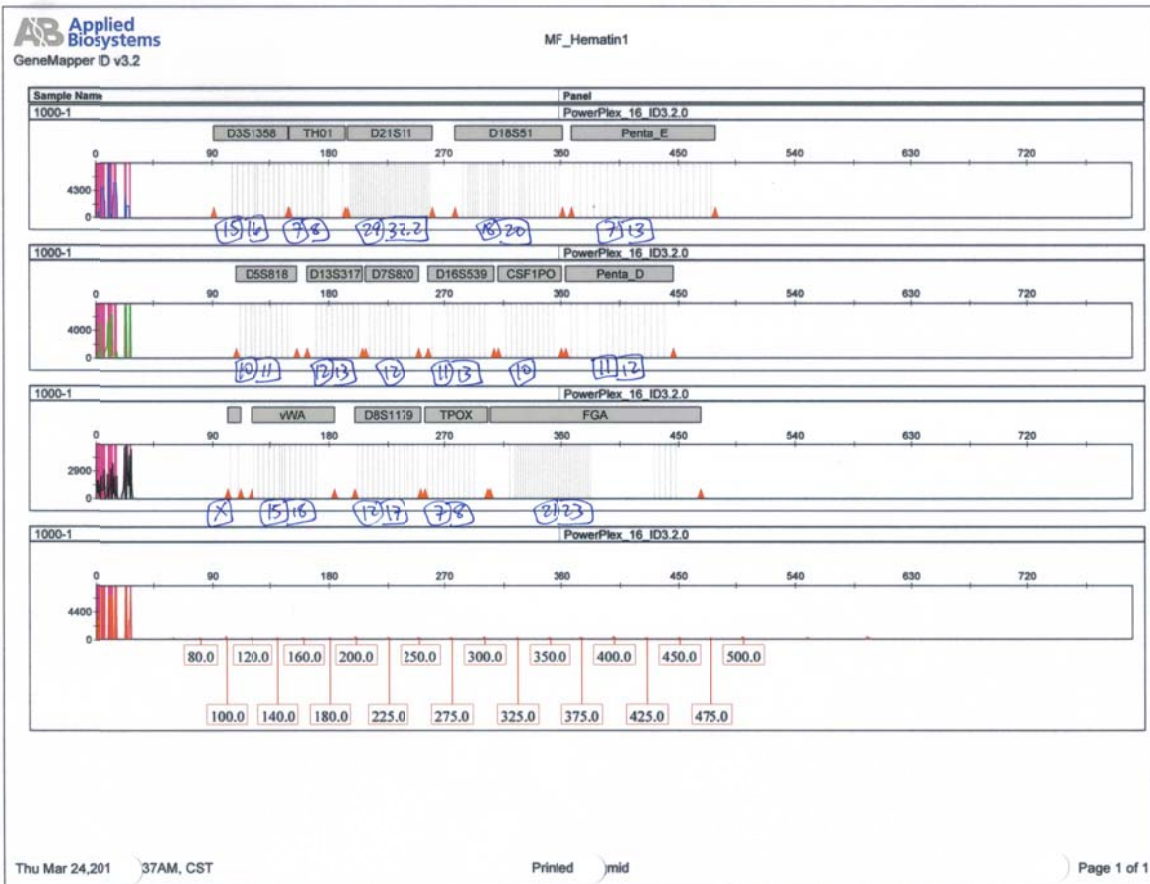 AB Applied
Biosystems
GeneMapper ID v3.2
MF_Hematin1
Sample Name Panel
1000-1 PowerPlex_16_ID3.2.0
D3S1358 TH01 D21S11 D18S51 Penta_E
0 90 180 270 360 450 540 630 720
4300
0
15 16 7 8 29 32.2 18 20 7 13
1000-1 PowerPlex_16_ID3.2.0
D5S818 D13S317 D7S820 D16S539 CSF1PO Penta_D
0 90 180 270 360 450 540 630 720
4000
0
10 11 12 13 12 11 13 10 11 12
1000-1 PowerPlex_16_ID3.2.0
vWA D8S1179 TPOX FGA
0 90 180 270 360 450 540 630 720
2900
0
X 15 16 12 17 7 8 21 23
1000-1 PowerPlex_16_ID3.2.0
0 90 180 270 360 450 540 630 720
4400
0
80.0 120.0 160.0 200.0 250.0 300.0 350.0 400.0 450.0 500.0
100.0 140.0 180.0 225.0 275.0 325.0 375.0 425.0 475.0
Thu Mar 24,201 37AM, CST Printed mid Page 1 of 1